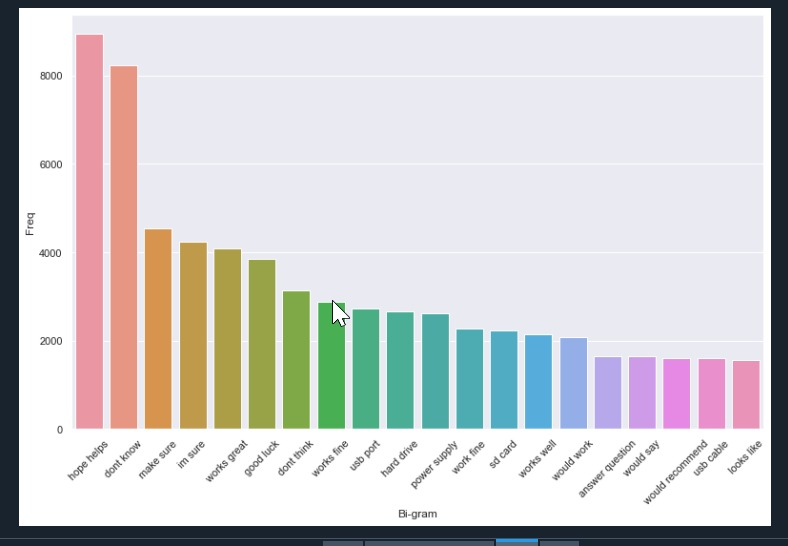 8000
6000
Freq
4000
2000
0
hope helps
dont know
make sure
im sure
works great
good luck
dont think
works fine
usb port
hard drive
power supply
work fine
sd card
works well
would work
answer question
would say
would recommend
usb cable
looks like
Bi-gram